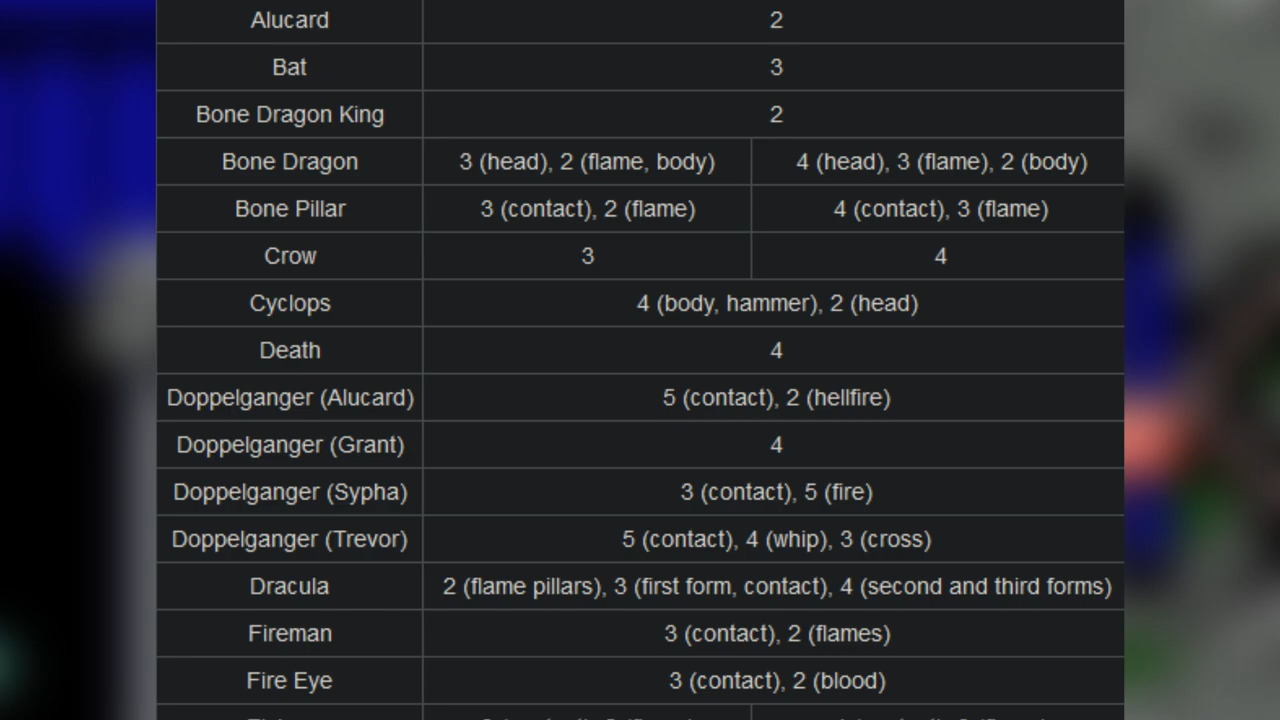 Alucard 2
Bat 3
Bone Dragon King 2
Bone Dragon 3 (head), 2 (flame, body) 4 (head), 3 (flame), 2 (body)
Bone Pillar 3 (contact), 2 (flame) 4 (contact), 3 (flame)
Crow 3 4
Cyclops 4 (body, hammer), 2 (head)
Death 4
Doppelganger (Alucard) 5 (contact), 2 (hellfire)
Doppelganger (Grant) 4
Doppelganger (Sypha) 3 (contact), 5 (fire)
Doppelganger (Trevor) 5 (contact), 4 (whip), 3 (cross)
Dracula 2 (flame pillars), 3 (first form, contact), 4 (second and third forms)
Fireman 3 (contact), 2 (flames)
Fire Eye 3 (contact), 2 (blood)